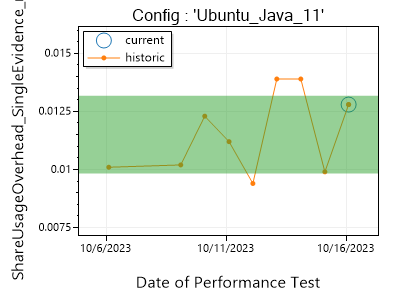 Config : 'Ubuntu_Java_11'
current
historic
ShareUsageOverhead_SingleEvidence_
0.015
0.0125
0.01
0.0075
10/6/2023
10/11/2023
10/16/2023
Date of Performance Test